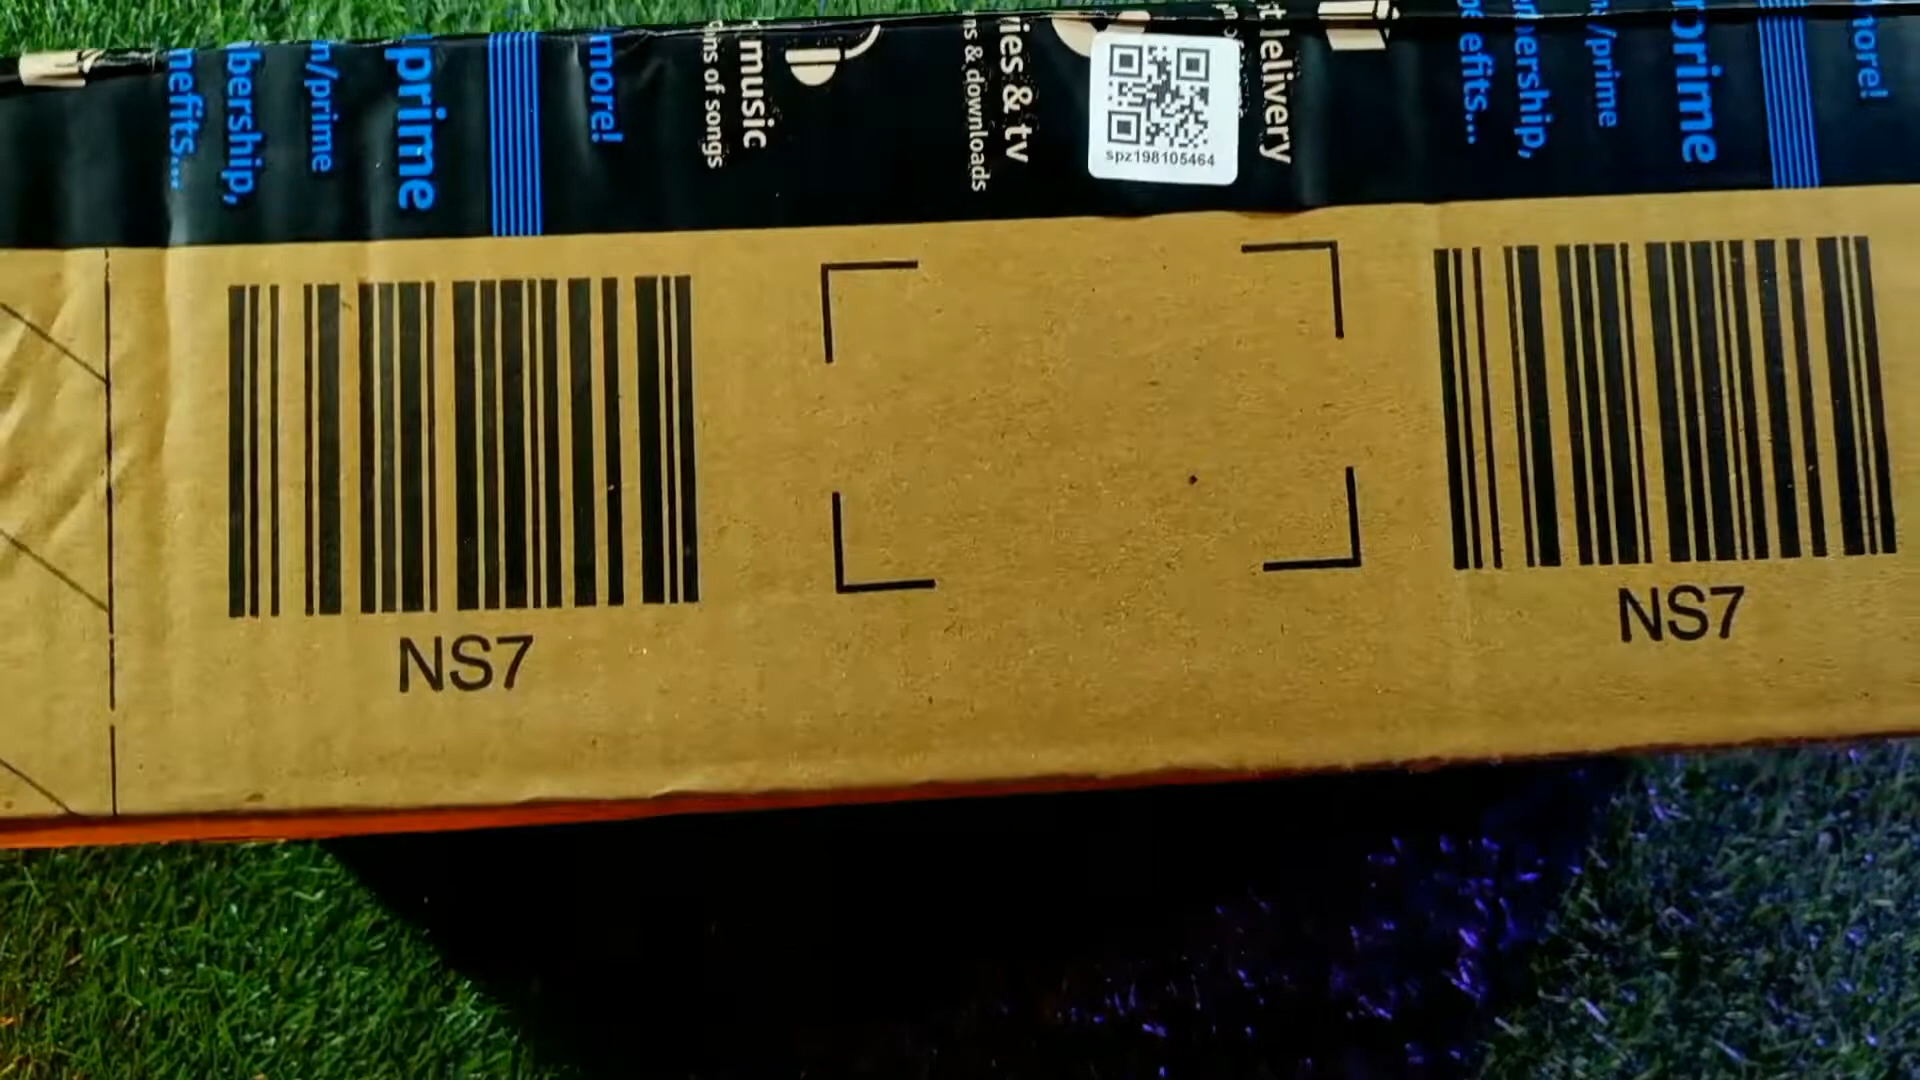 nefits...
bership,
m/prime
prime
more!
music
ns of songs
ies & tv
ns & downloads
spz198105464
t delivery
efits...
ership,
/prime
prime
more!
NS7
NS7